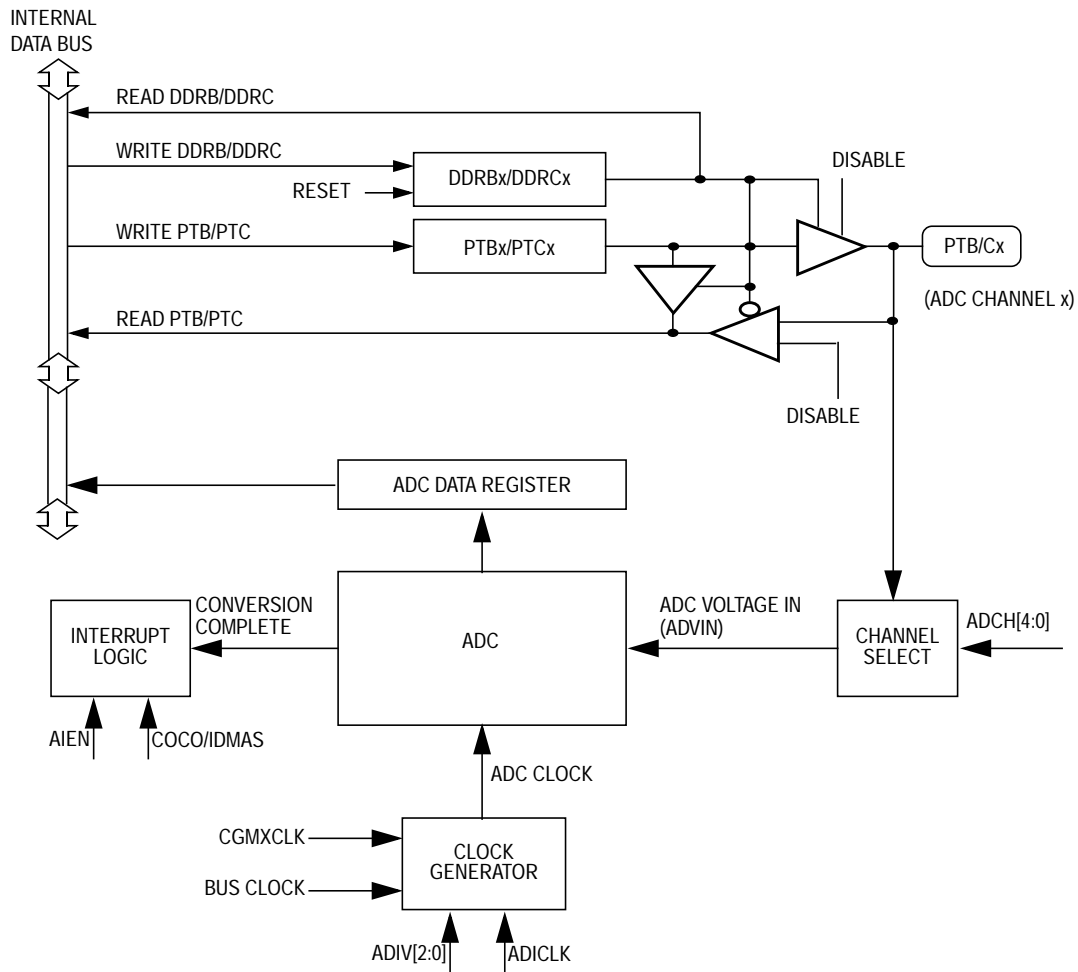 INTERNAL
DATA BUS
READ DDRB/DDRC
WRITE DDRB/DDRC
DISABLE
DDRBx/DDRCx
RESET
WRITE PTB/PTC
PTBx/PTCx
PTB/Cx
(ADC CHANNEL x)
READ PTB/PTC
DISABLE
ADC DATA REGISTER
CONVERSION
COMPLETE
INTERRUPT
LOGIC
ADC
ADC VOLTAGE IN
(ADVIN)
CHANNEL
SELECT
ADCH[4:0]
AIEN
COCO/IDMAS
ADC CLOCK
CGMXCLK
CLOCK
GENERATOR
BUS CLOCK
ADIV[2:0]
ADICLK